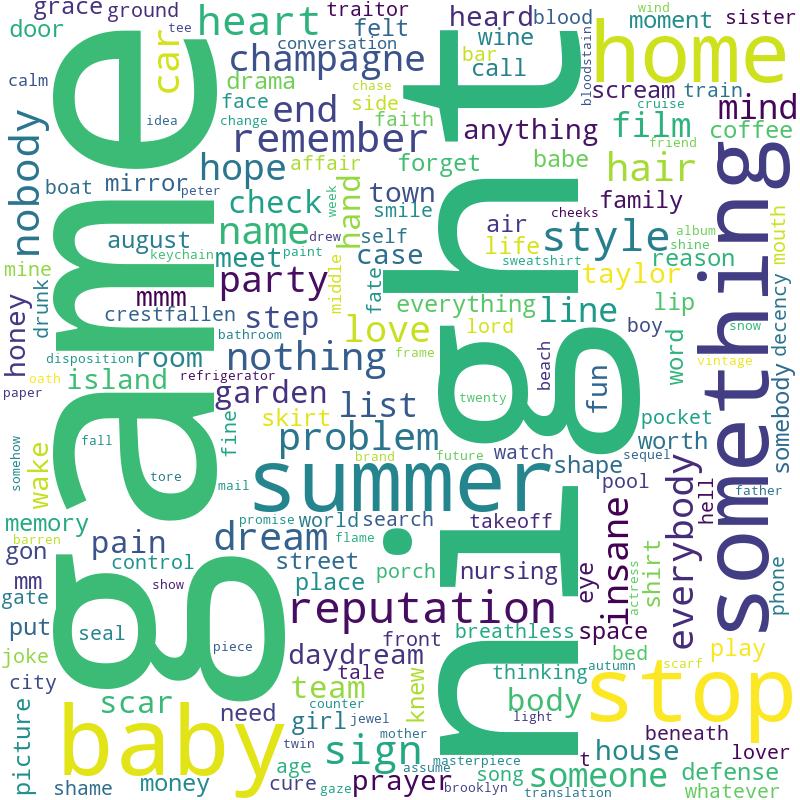 grace
ground
traitor
heard
blood
wind
moment
sister
door
tee
heart
felt
wine
bar
call
bloodstain
home
calm
car
conversation
champagne
scream
train
idea
drama
chase
side
cruise
mind
face
end
faith
anything
film
coffee
change
remember
friend
nobody
game
night
something
boat
mirror
peter
hope
affair
forget
babe
hair
week
hand
town
family
check
smile
air
cheeks
august
name
drew
self
life
style
album
mouth
keychain
meet
paint
case
sweatshirt
shine
reason
mine
drunk
mmm
party
middle
fate
everything
taylor
honey
crestfallen
step
love
lord
line
lip
boy
snow
decency
disposition
room
bathroom
nothing
frame
beach
word
vintage
oath
island
refrigerator
paper
garden
list
twenty
fun
somebody
fine
skirt
problem
pocket
wake
fall
brand
future
watch
worth
sequel
somehow
tore
summer
shape
mail
pool
hell
father
memory
promise
world
search
takeoff
barren
pain
dream
flame
insane
everybody
gon
control
street
porch
nursing
eye
shirt
actress
phone
mm
show
place
gate
reputation
put
seal
front
breathless
space
joke
piece
daydream
thinking
bed
play
city
tale
autumn
scarf
team
knew
body
stop
picture
scar
counter
need
girl
jewel
light
beneath
baby
mother
sign
t
house
lover
twin
assume
masterpiece
age
song
someone
defense
shame
money
cure
gaze
prayer
brooklyn
translation
whatever